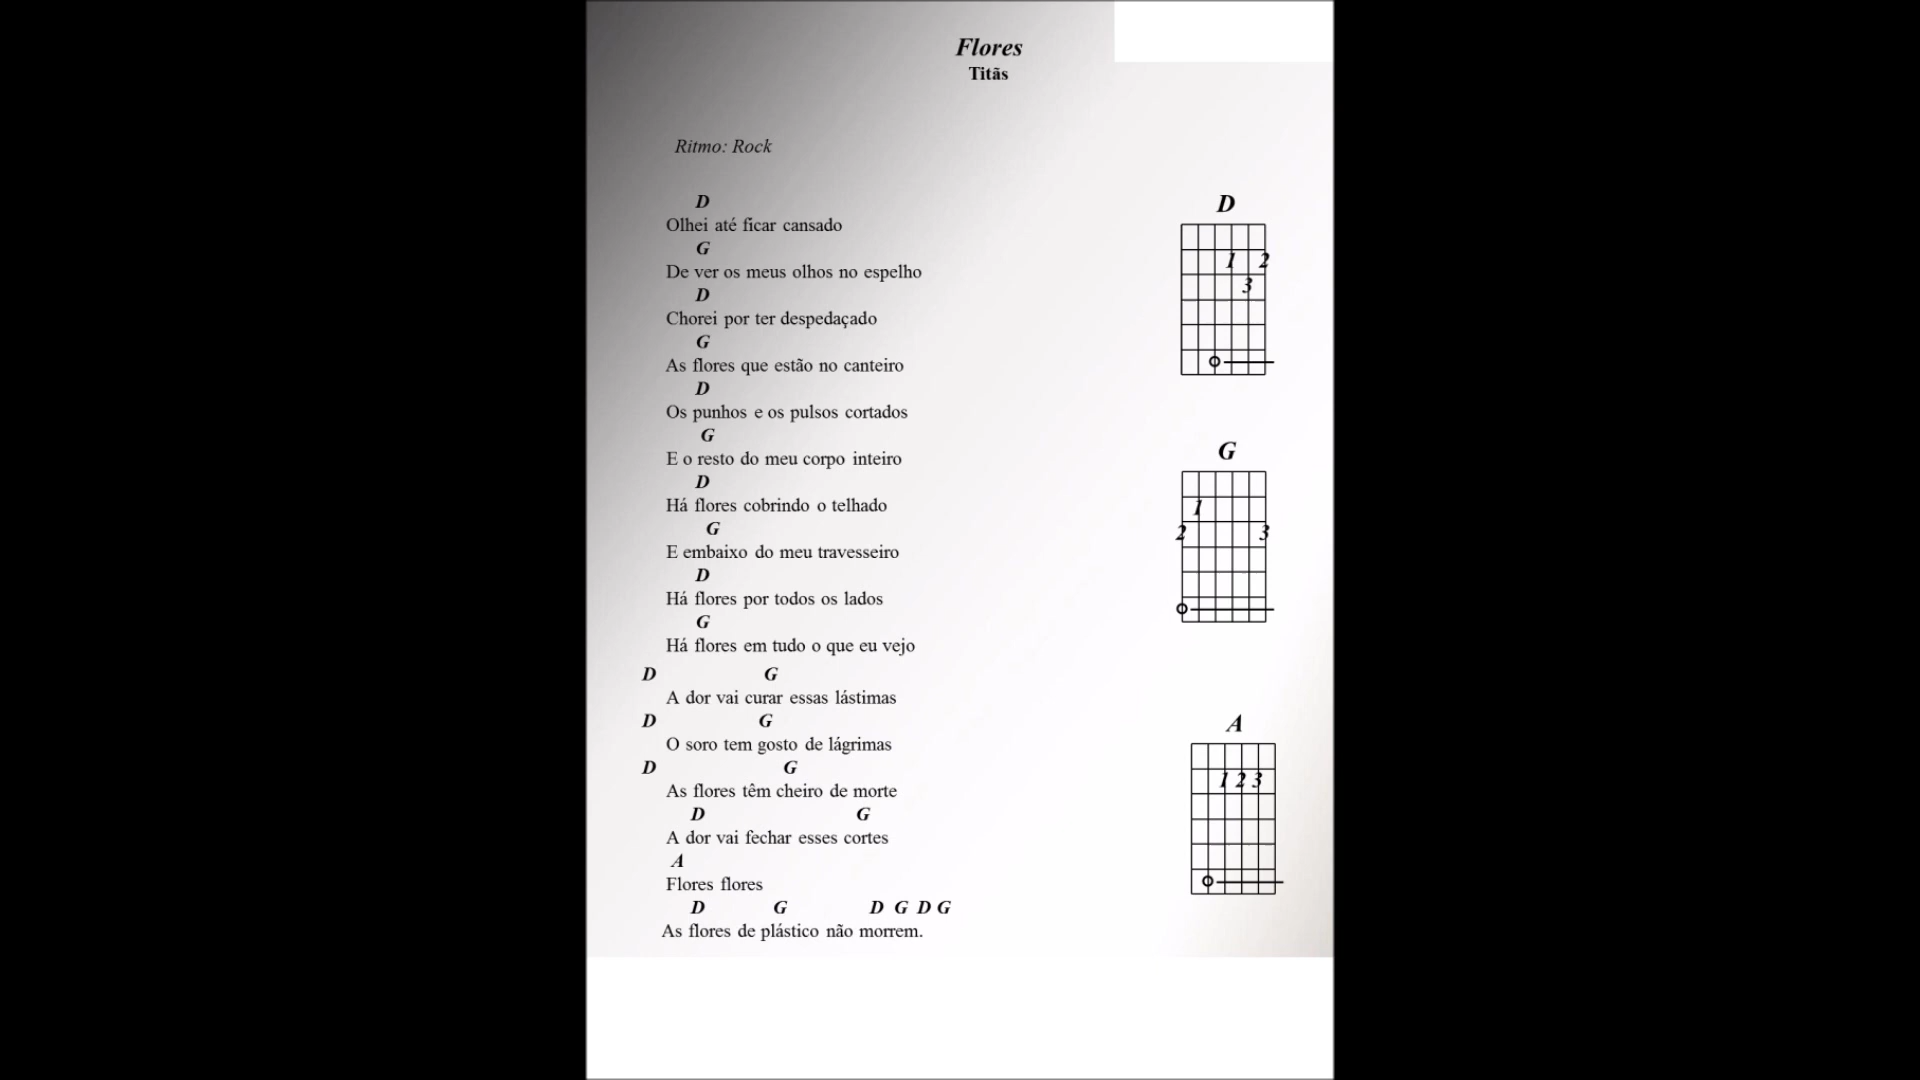 Flores
Titãs
Ritmo: Rock
D
Olhei até ficar cansado
G
De ver os meus olhos no espelho
D
Chorei por ter despedaçado
G
As flores que estão no canteiro
D
Os punhos e os pulsos cortados
G
E o resto do meu corpo inteiro
D
Há flores cobrindo o telhado
G
E embaixo do meu travesseiro
D
Há flores por todos os lados
G
Há flores em tudo o que eu vejo
D G
A dor vai curar essas lástimas
D G
O soro tem gosto de lágrimas
D G
As flores têm cheiro de morte
D G
A dor vai fechar esses cortes
A
Flores flores
D G D G D G
As flores de plástico não morrem.
D
1 2
3
G
1
2 3
A
1 2 3